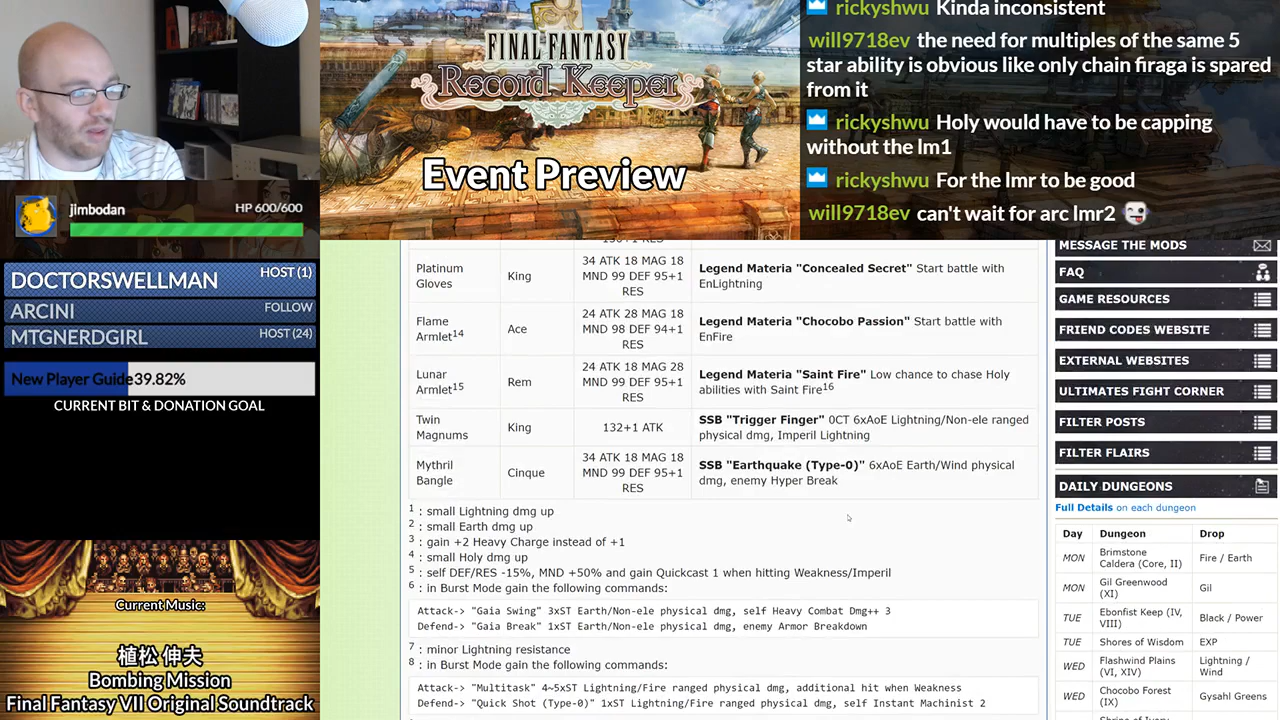 FINAL FANTASY
Record Keeper
Event Preview
rickyshwu Kinda inconsistent
will9718ev the need for multiples of the same 5
star ability is obvious like only chain firaga is spared
from it
rickyshwu Holy would have to be capping
without the lm1
rickyshwu For the lmr to be good
will9718ev can't wait for arc lmr2
jimbodan HP 600/600
DOCTORSWELLMAN HOST (1)
ARCINI FOLLOW
MTGNERDGIRL HOST (24)
New Player Guide 39.82%
CURRENT BIT & DONATION GOAL
Current Music:
植松 伸夫
Bombing Mission
Final Fantasy VII Original Soundtrack
RES
Platinum Gloves King 34 ATK 18 MAG 18 MND 99 DEF 95+1 RES Legend Materia "Concealed Secret" Start battle with EnLightning
Flame Armlet14 Ace 24 ATK 28 MAG 18 MND 98 DEF 94+1 RES Legend Materia "Chocobo Passion" Start battle with EnFire
Lunar Armlet15 Rem 24 ATK 18 MAG 28 MND 99 DEF 95+1 RES Legend Materia "Saint Fire" Low chance to chase Holy abilities with Saint Fire16
Twin Magnums King 132+1 ATK SSB "Trigger Finger" 0CT 6xAoE Lightning/Non-ele ranged physical dmg, Imperil Lightning
Mythril Bangle Cinque 34 ATK 18 MAG 18 MND 99 DEF 95+1 RES SSB "Earthquake (Type-0)" 6xAoE Earth/Wind physical dmg, enemy Hyper Break
1 : small Lightning dmg up
2 : small Earth dmg up
3 : gain +2 Heavy Charge instead of +1
4 : small Holy dmg up
5 : self DEF/RES -15%, MND +50% and gain Quickcast 1 when hitting Weakness/Imperil
6 : in Burst Mode gain the following commands:
Attack-> "Gaia Swing" 3xST Earth/Non-ele physical dmg, self Heavy Combat Dmg++ 3
Defend-> "Gaia Break" 1xST Earth/Non-ele physical dmg, enemy Armor Breakdown
7 : minor Lightning resistance
8 : in Burst Mode gain the following commands:
Attack-> "Multitask" 4~5xST Lightning/Fire ranged physical dmg, additional hit when Weakness
Defend-> "Quick Shot (Type-0)" 1xST Lightning/Fire ranged physical dmg, self Instant Machinist 2
MESSAGE THE MODS
FAQ
GAME RESOURCES
FRIEND CODES WEBSITE
EXTERNAL WEBSITES
ULTIMATES FIGHT CORNER
FILTER POSTS
FILTER FLAIRS
DAILY DUNGEONS
Full Details on each dungeon
Day Dungeon Drop
MON Brimstone Caldera (Core, II) Fire / Earth
MON Gil Greenwood (XI) Gil
TUE Ebonfist Keep (IV, VIII) Black / Power
TUE Shores of Wisdom EXP
WED Flashwind Plains (VI, XIV) Lightning / Wind
WED Chocobo Forest (IX) Gysahl Greens